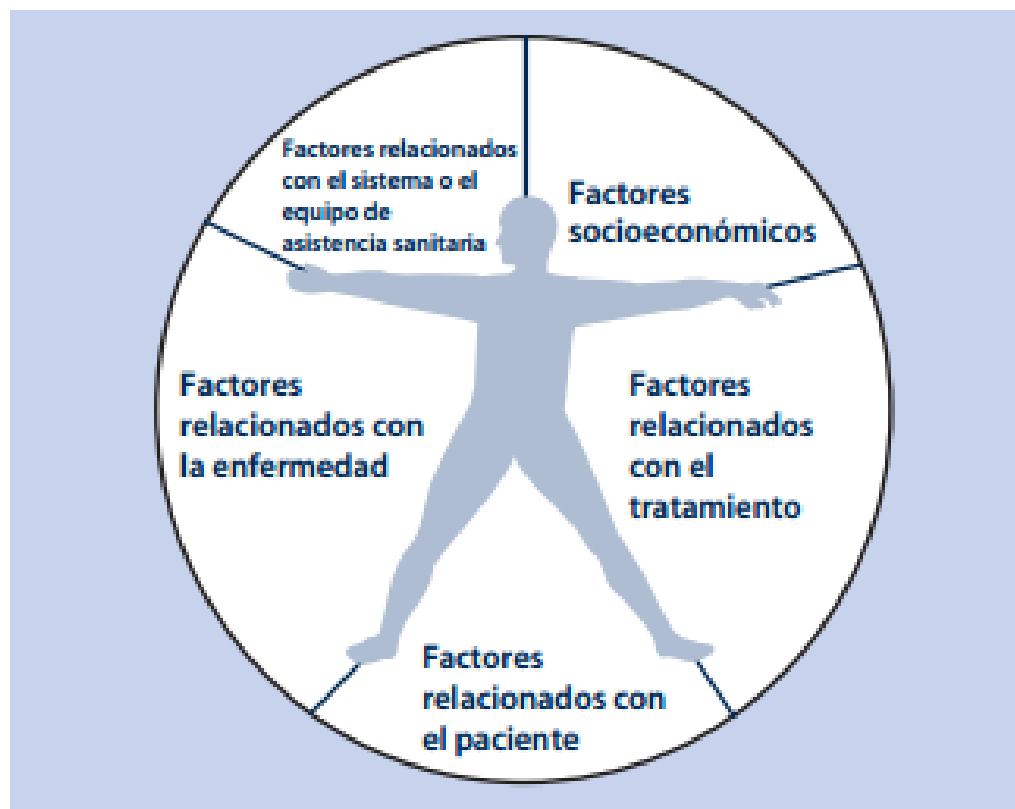 Factores relacionados
con el sistema o el
equipo de
asistencia sanitaria
Factores
socioeconómicos
Factores
relacionados con
la enfermedad
Factores
relacionados
con el
tratamiento
Factores
relacionados con
el paciente